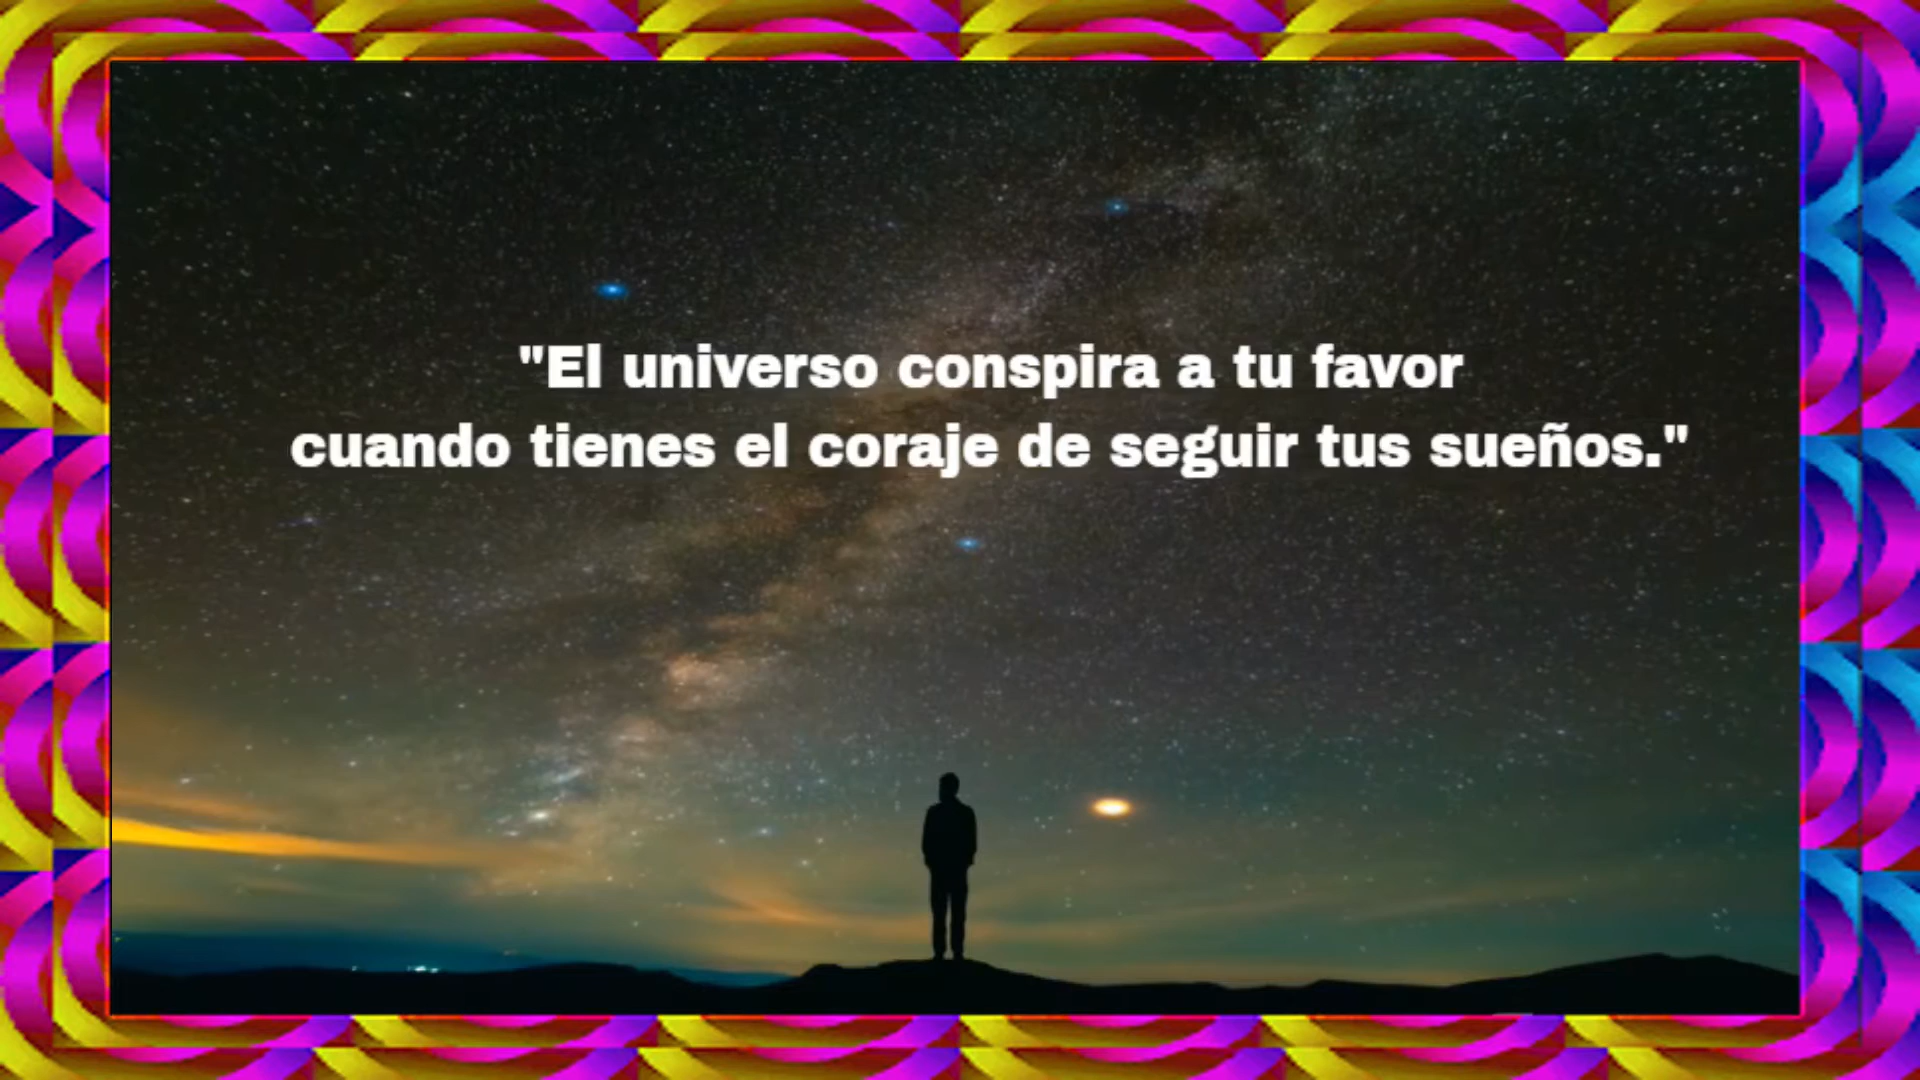 "El universo conspira a tu favor
cuando tienes el coraje de seguir tus sueños."